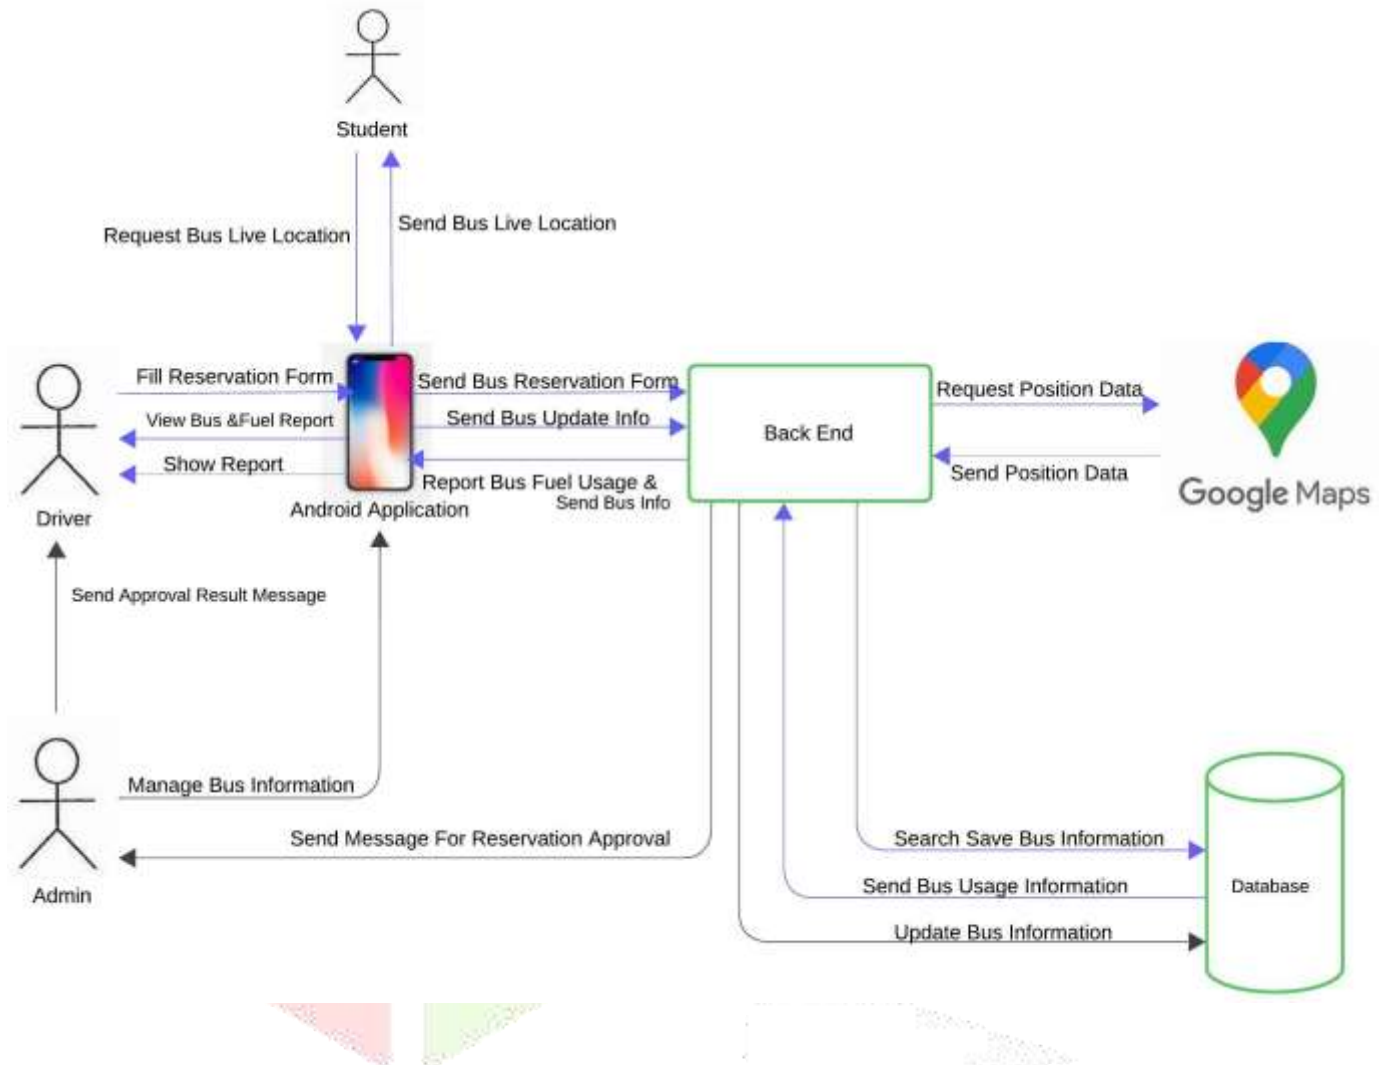 Student
Send Bus Live Location
Request Bus Live Location
Fill Reservation Form
Send Bus Reservation Form
Request Position Data
View Bus &Fuel Report
Send Bus Update Info
Back End
Show Report
Send Position Data
Report Bus Fuel Usage &
Send Bus Info
Google Maps
Android Application
Driver
Send Approval Result Message
Manage Bus Information
Send Message For Reservation Approval
Search Save Bus Information
Send Bus Usage Information
Database
Admin
Update Bus Information